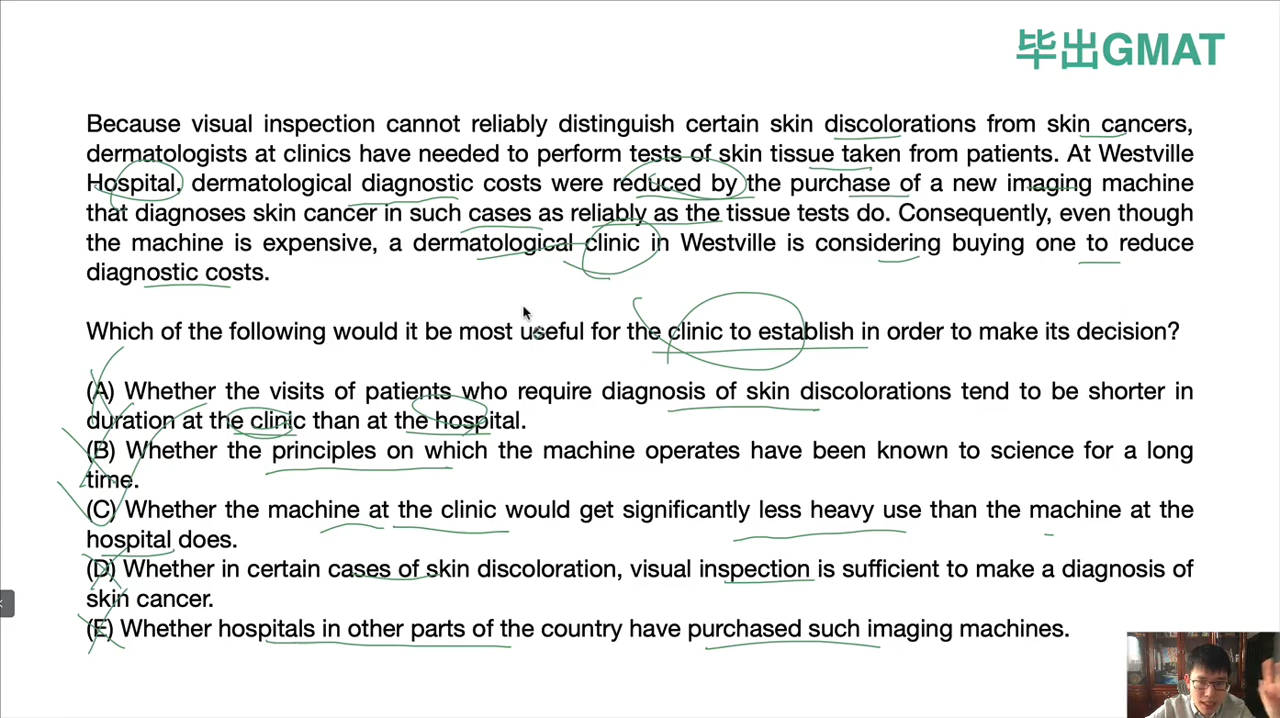 毕出GMAT
Because visual inspection cannot reliably distinguish certain skin discolorations from skin cancers,
dermatologists at clinics have needed to perform tests of skin tissue taken from patients. At Westville
Hospital, dermatological diagnostic costs were reduced by the purchase of a new imaging machine
that diagnoses skin cancer in such cases as reliably as the tissue tests do. Consequently, even though
the machine is expensive, a dermatological clinic in Westville is considering buying one to reduce
diagnostic costs.
Which of the following would it be most useful for the clinic to establish in order to make its decision?
(A) Whether the visits of patients who require diagnosis of skin discolorations tend to be shorter in
duration at the clinic than at the hospital.
(B) Whether the principles on which the machine operates have been known to science for a long
time.
(C) Whether the machine at the clinic would get significantly less heavy use than the machine at the
hospital does.
(D) Whether in certain cases of skin discoloration, visual inspection is sufficient to make a diagnosis of
skin cancer.
(E) Whether hospitals in other parts of the country have purchased such imaging machines.